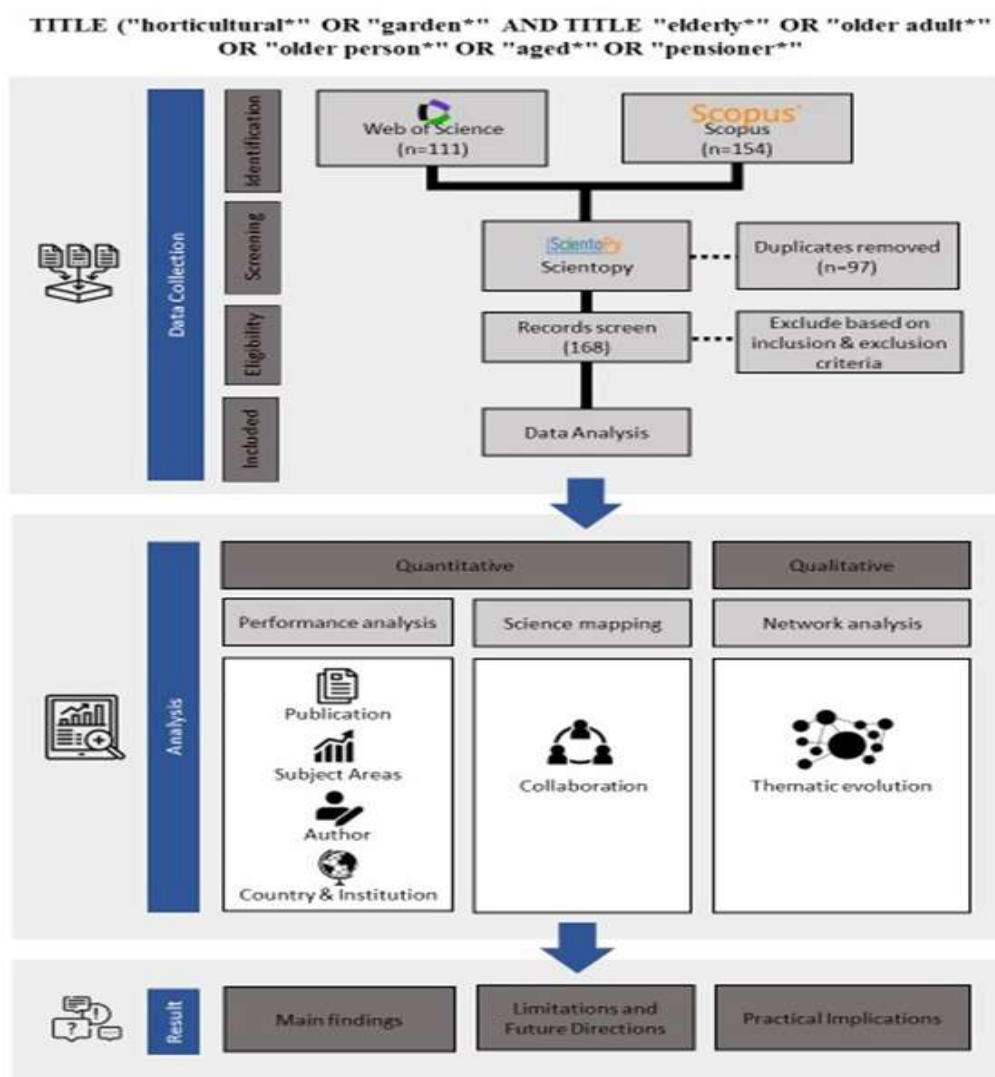 TITLE ("horticultural*" OR "garden*" AND TITLE "elderly*" OR "older adult*"
OR "older person*" OR "aged*" OR "pensioner*"
Data Collection
Identification
Screening
Eligibility
Included
Web of Science
(n=111)
Scopus®
Scopus
(n=154)
ScientoPy
Scientopy
Duplicates removed
(n=97)
Records screen
(168)
Exclude based on
inclusion & exclusion
criteria
Data Analysis
Analysis
Quantitative
Qualitative
Performance analysis
Science mapping
Network analysis
Publication
Subject Areas
Author
Country & Institution
Collaboration
Thematic evolution
Result
?
!
Main findings
Limitations and
Future Directions
Practical Implications